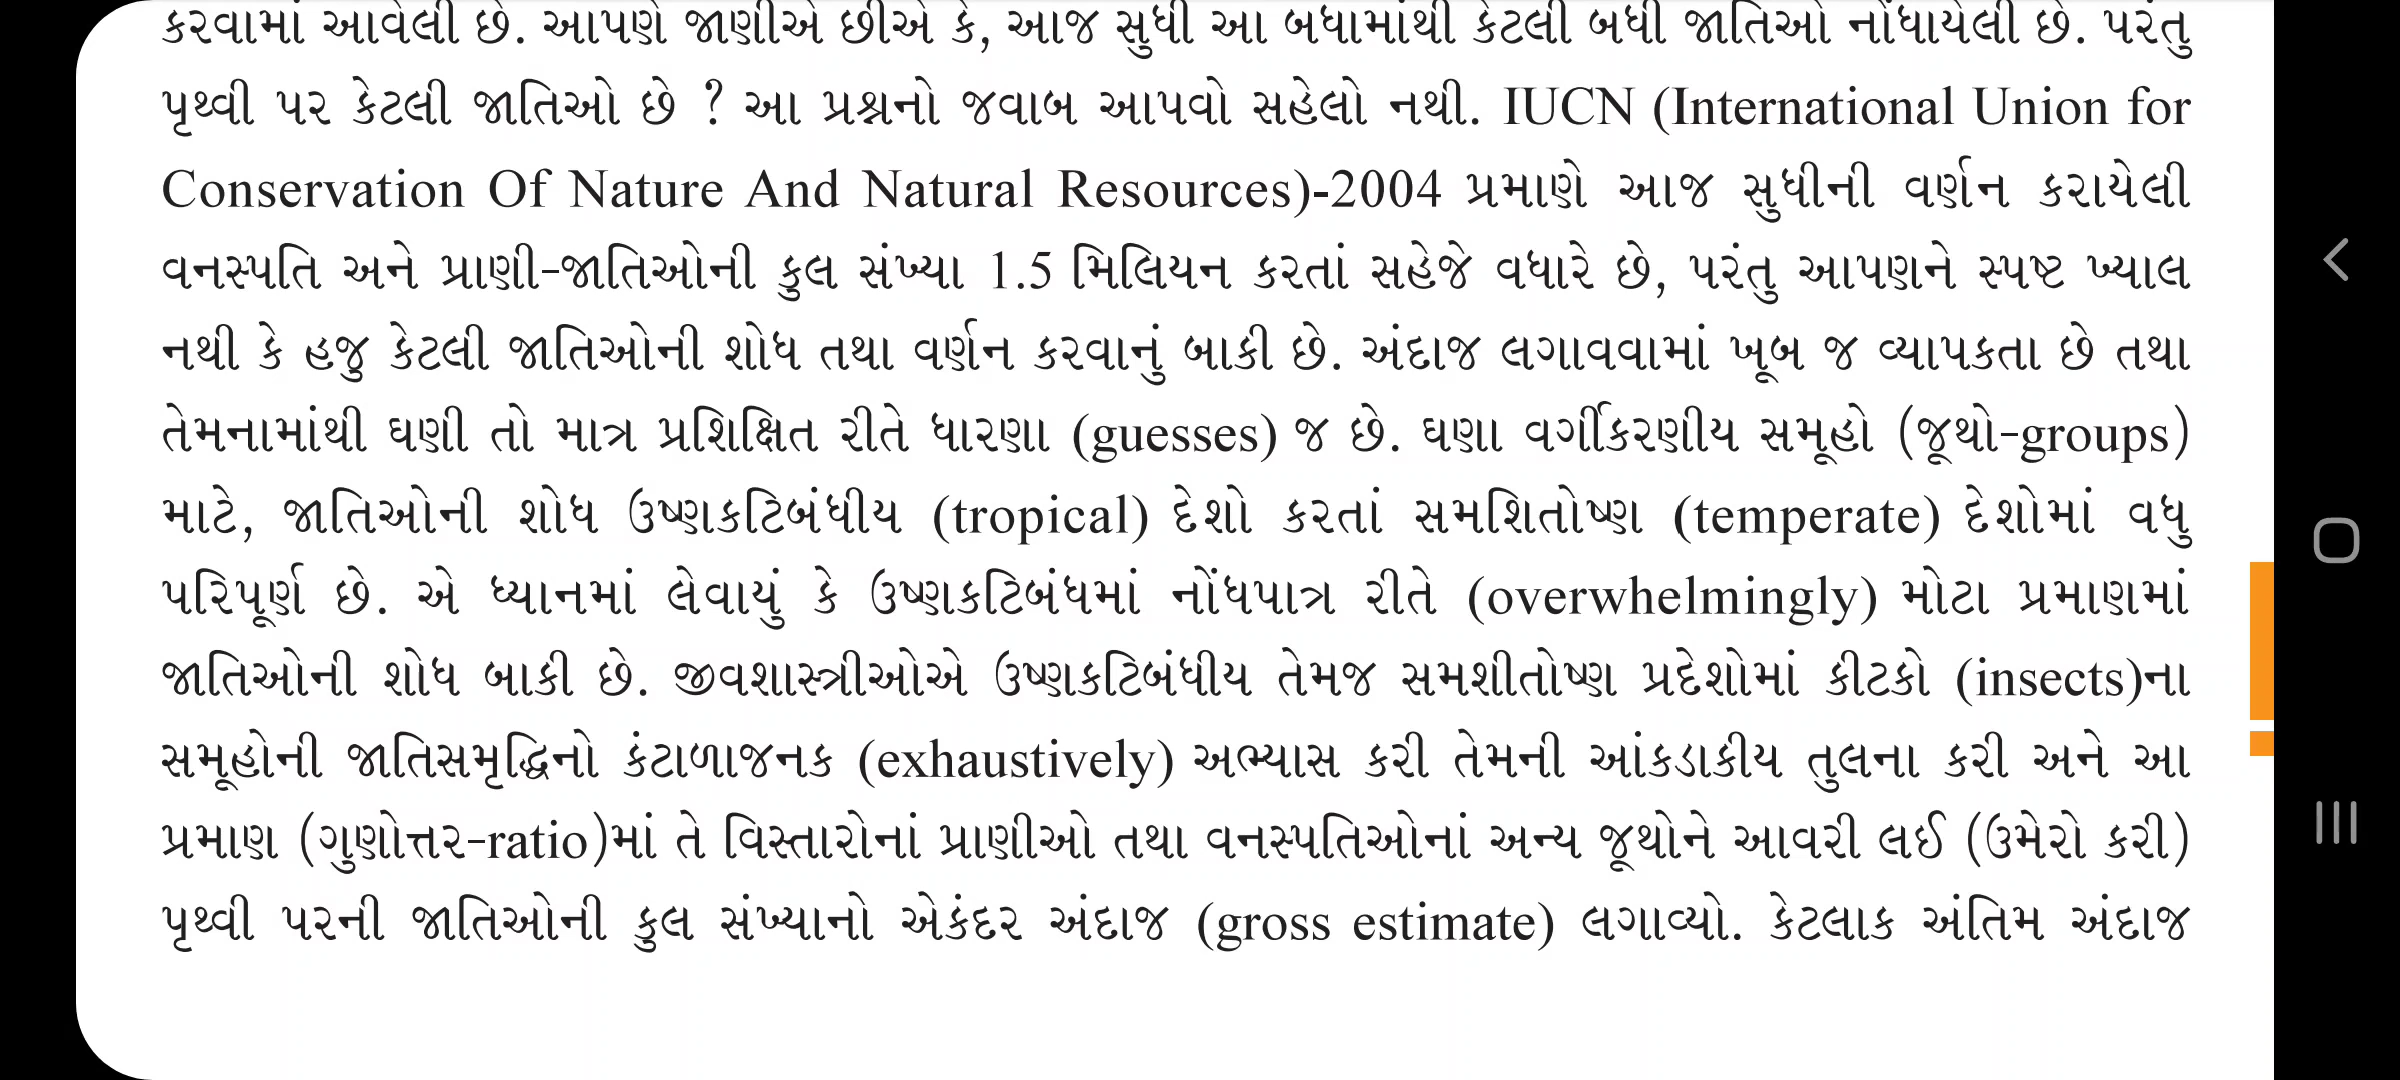 કરવામાં આવેલી છે. આપણે જાણીએ છીએ કે, આજ સુધી આ બધામાંથી કેટલી બધી જાતિઓ નોંધાયેલી છે. પરંતુ
પૃથ્વી પર કેટલી જાતિઓ છે ? આ પ્રશ્નનો જવાબ આપવો સહેલો નથી. IUCN (International Union for
Conservation Of Nature And Natural Resources)-2004 પ્રમાણે આજ સુધીની વર્ણન કરાયેલી
વનસ્પતિ અને પ્રાણી-જાતિઓની કુલ સંખ્યા 1.5 મિલિયન કરતાં સહેજે વધારે છે, પરંતુ આપણને સ્પષ્ટ ખ્યાલ
નથી કે હજુ કેટલી જાતિઓની શોધ તથા વર્ણન કરવાનું બાકી છે. અંદાજ લગાવવામાં ખૂબ જ વ્યાપકતા છે તથા
તેમનામાંથી ઘણી તો માત્ર પ્રશિક્ષિત રીતે ધારણા (guesses) જ છે. ઘણા વર્ગીકરણીય સમૂહો (જૂથો-groups)
માટે, જાતિઓની શોધ ઉષ્ણકટિબંધીય (tropical) દેશો કરતાં સમશિતોષ્ણ (temperate) દેશોમાં વધુ
પરિપૂર્ણ છે. એ ધ્યાનમાં લેવાયું કે ઉષ્ણકટિબંધમાં નોંધપાત્ર રીતે (overwhelmingly) મોટા પ્રમાણમાં
જાતિઓની શોધ બાકી છે. જીવશાસ્ત્રીઓએ ઉષ્ણકટિબંધીય તેમજ સમશીતોષ્ણ પ્રદેશોમાં કીટકો (insects)ના
સમૂહોની જાતિસમૃદ્ધિનો કંટાળાજનક (exhaustively) અભ્યાસ કરી તેમની આંકડાકીય તુલના કરી અને આ
પ્રમાણ (ગુણોત્તર-ratio)માં તે વિસ્તારોનાં પ્રાણીઓ તથા વનસ્પતિઓનાં અન્ય જૂથોને આવરી લઈ (ઉમેરો કરી)
પૃથ્વી પરની જાતિઓની કુલ સંખ્યાનો એકંદર અંદાજ (gross estimate) લગાવ્યો. કેટલાક અંતિમ અંદાજ